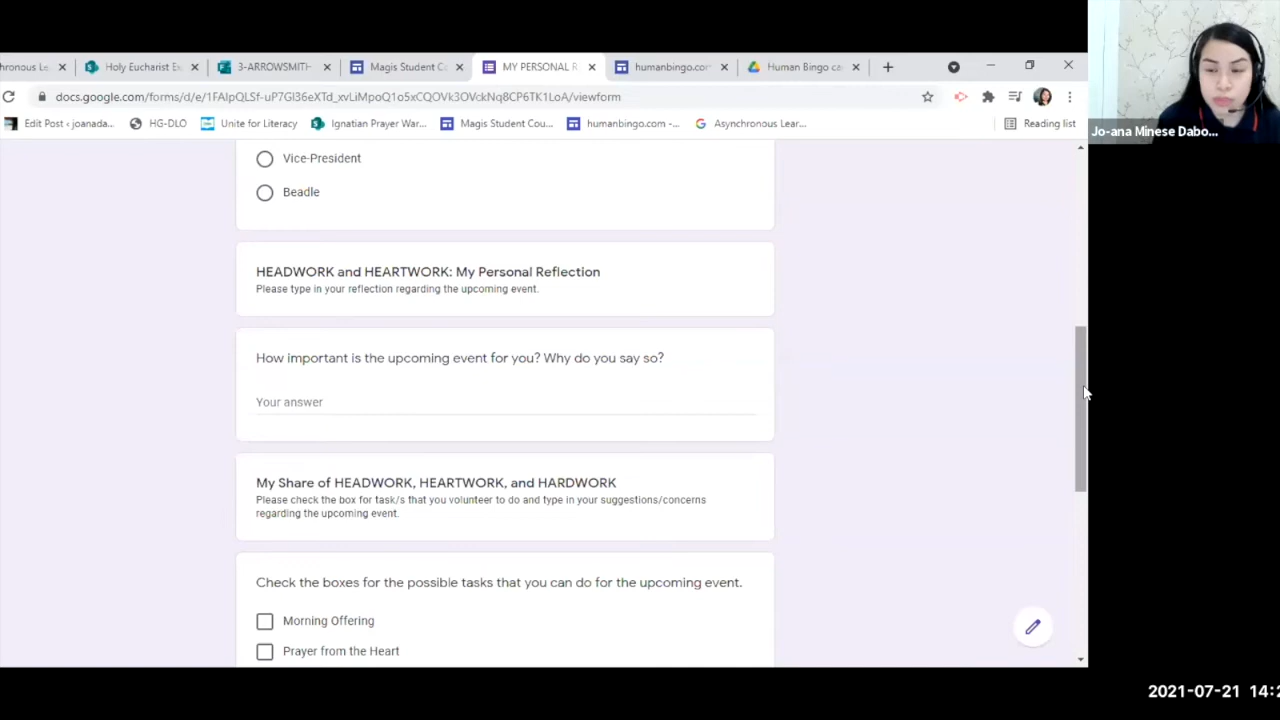 hronous Le
Holy Eucharist E
3-ARROWSMITH
Magis Student C
MY PERSONAL R
humanbingo.com
Human Bingo ca
docs.google.com/forms/d/e/1FAIpQLSf-uP7Gl36eXTd_xvLiMpoQ1o5xCQOVk3OVckNq8CP6TK1LoA/viewform
Edit Post ‹ joanada...
HG-DLO
Unite for Literacy
Ignatian Prayer War...
Magis Student Cou...
humanbingo.com -...
Asynchronous Lear...
Reading list
Jo-ana Minese Dabo...
Vice-President
Beadle
HEADWORK and HEARTWORK: My Personal Reflection
Please type in your reflection regarding the upcoming event.
How important is the upcoming event for you? Why do you say so?
Your answer
My Share of HEADWORK, HEARTWORK, and HARDWORK
Please check the box for task/s that you volunteer to do and type in your suggestions/concerns
regarding the upcoming event.
Check the boxes for the possible tasks that you can do for the upcoming event.
Morning Offering
Prayer from the Heart
2021-07-21 14:2